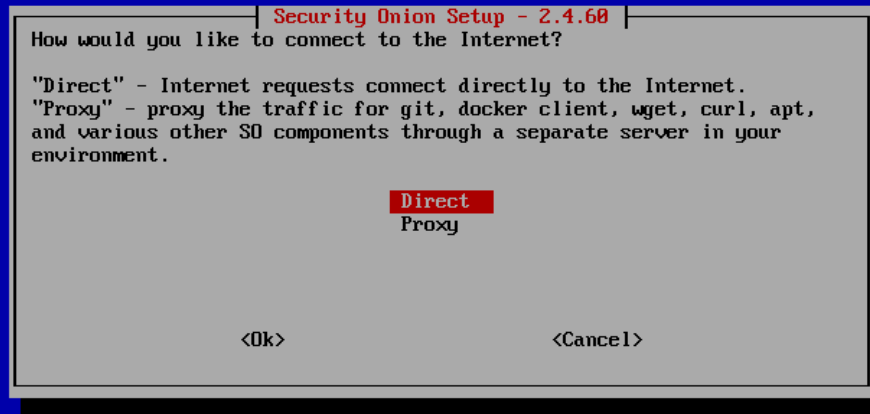 Security Onion Setup - 2.4.60
How would you like to connect to the Internet?
"Direct" - Internet requests connect directly to the Internet.
"Proxy" - proxy the traffic for git, docker client, wget, curl, apt,
and various other SO components through a separate server in your
environment.
Direct
Proxy
<Ok> <Cancel>